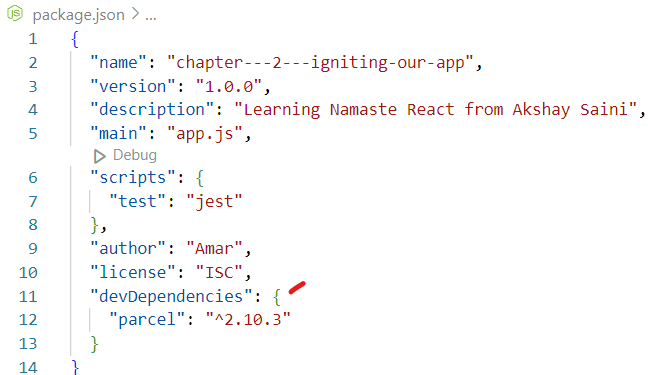 JS package.json > ...
1 {
2 "name": "chapter---2---igniting-our-app",
3 "version": "1.0.0",
4 "description": "Learning Namaste React from Akshay Saini",
5 "main": "app.js",
Debug
6 "scripts": {
7 "test": "jest"
8 },
9 "author": "Amar",
10 "license": "ISC",
11 "devDependencies": {
12 "parcel": "^2.10.3"
13 }
14 }